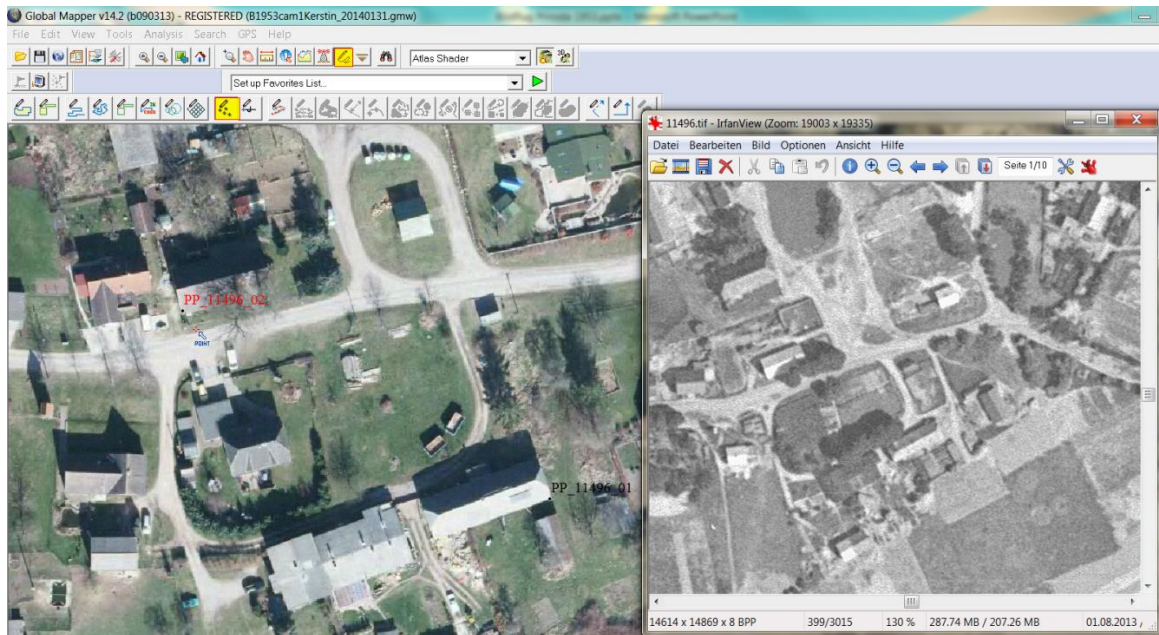 Global Mapper v14.2 (b090313) - REGISTERED (B1953cam1Kerstin_20140131.gmw)
File Edit View Tools Analysis Search GPS Help
Atlas Shader
Set up Favorites List...
PP_11496_02
POINT
PP_11496_01
11496.tif - IrfanView (Zoom: 19003 x 19335)
Datei Bearbeiten Bild Optionen Ansicht Hilfe
Seite 1/10
14614 x 14869 x 8 BPP 399/3015 130 % 287.74 MB / 207.26 MB 01.08.2013 /